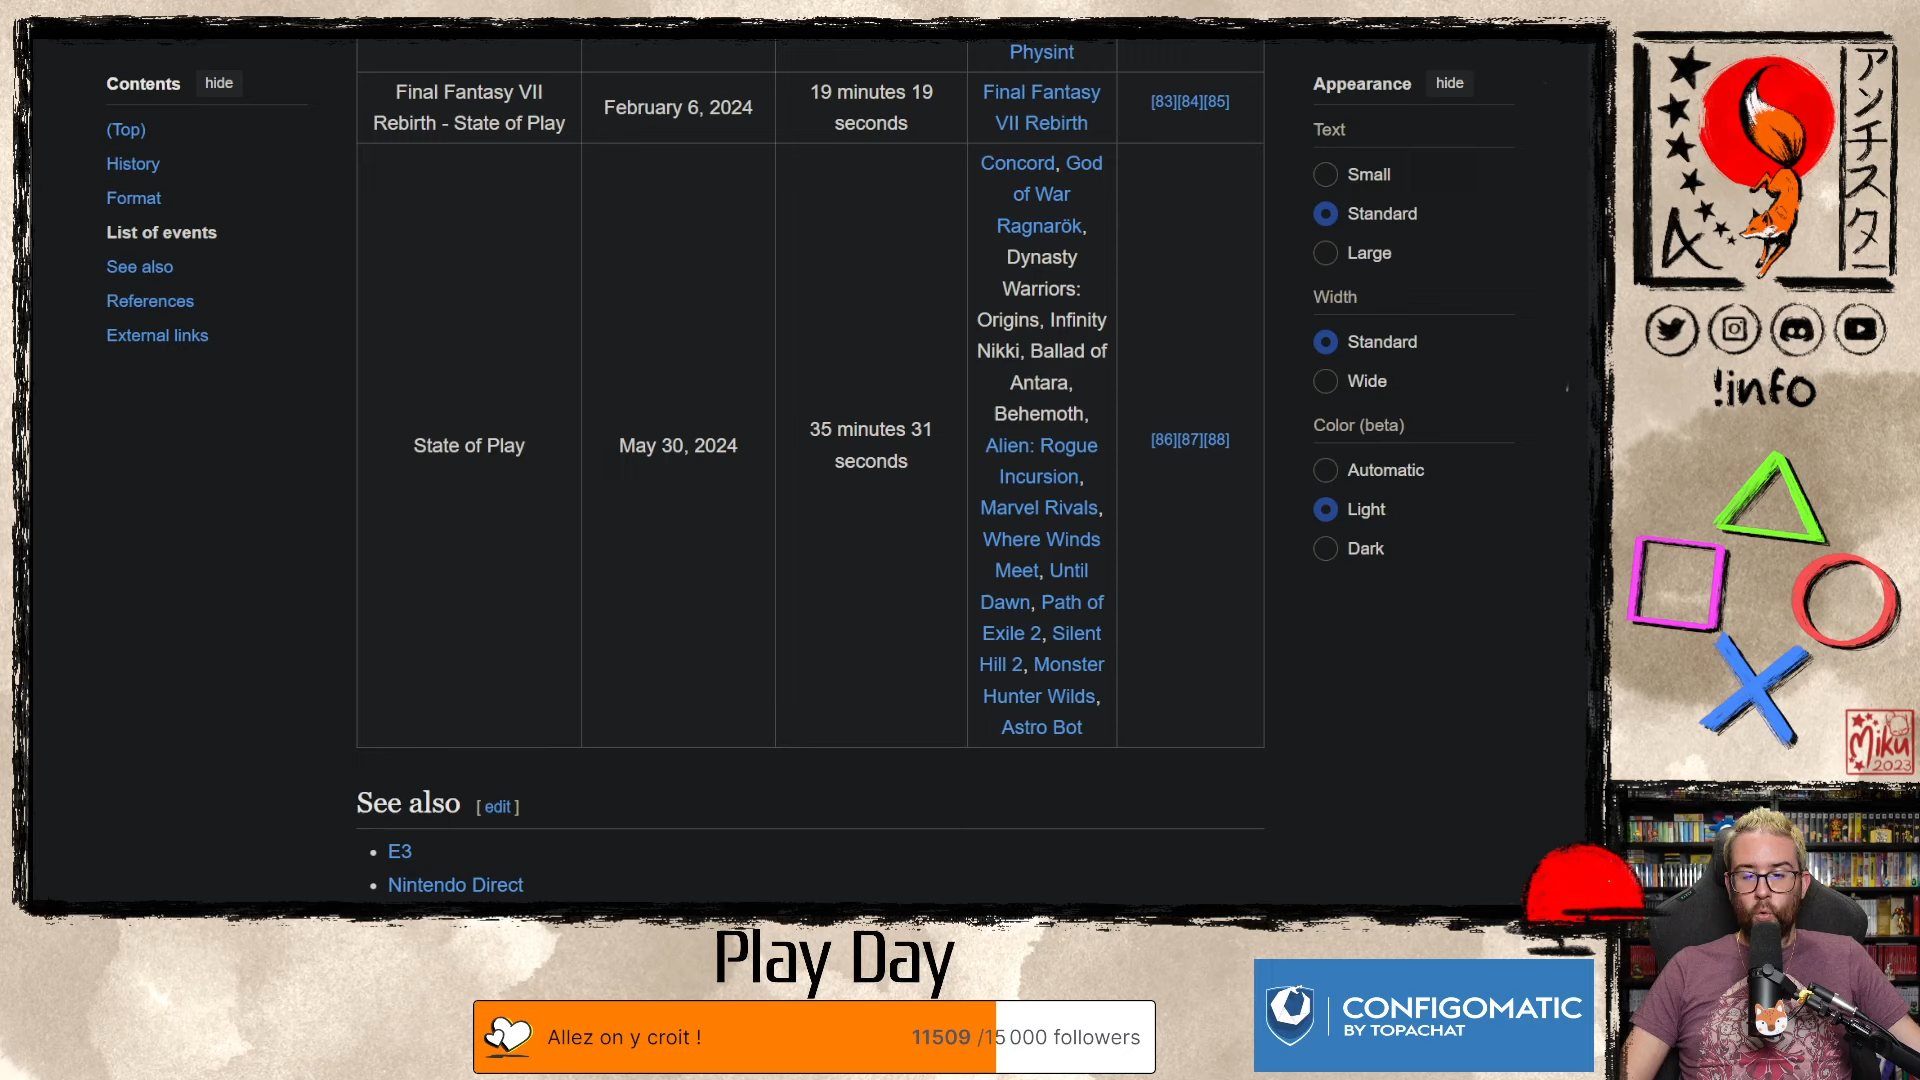 Contents hide
(Top)
History
Format
List of events
See also
References
External links
Physint
Final Fantasy VII
Rebirth - State of Play
February 6, 2024
19 minutes 19
seconds
Final Fantasy
VII Rebirth
[83][84][85]
State of Play
May 30, 2024
35 minutes 31
seconds
Concord, God
of War
Ragnarök,
Dynasty
Warriors:
Origins, Infinity
Nikki, Ballad of
Antara,
Behemoth,
Alien: Rogue
Incursion,
Marvel Rivals,
Where Winds
Meet, Until
Dawn, Path of
Exile 2, Silent
Hill 2, Monster
Hunter Wilds,
Astro Bot
[86][87][88]
See also [ edit ]
E3
Nintendo Direct
Appearance hide
Text
Small
Standard
Large
Width
Standard
Wide
Color (beta)
Automatic
Light
Dark
アンチスター
A
!info
Miku
2023
Play Day
Allez on y croit !
11509 /15 000 followers
CONFIGOMATIC
BY TOPACHAT